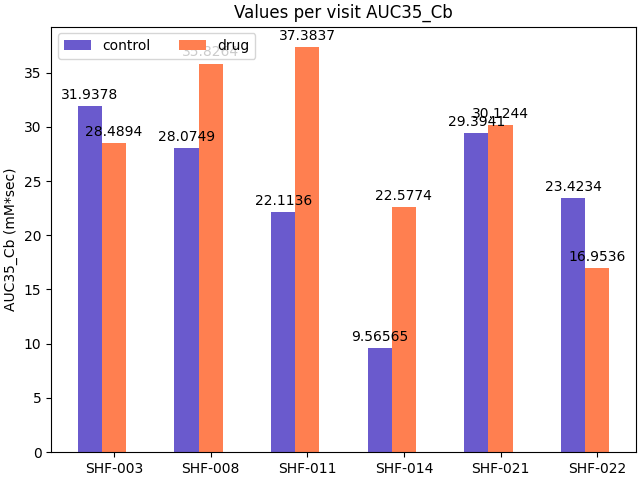 Values per visit AUC35_Cb
control
drug
AUC35_Cb (mM*sec)
35
30
25
20
15
10
5
0
31.9378
28.4894
28.0749
22.1136
37.3837
9.56565
22.5774
29.3941
30.1244
23.4234
16.9536
SHF-003
SHF-008
SHF-011
SHF-014
SHF-021
SHF-022